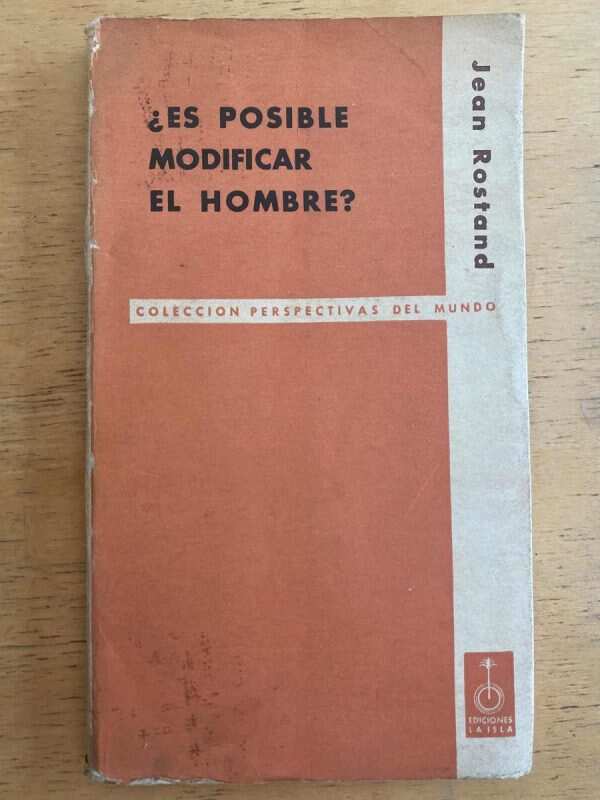 ¿ES POSIBLE
MODIFICAR
EL HOMBRE?
Jean Rostand
COLECCION PERSPECTIVAS DEL MUNDO
EDICIONES
LA ISLA